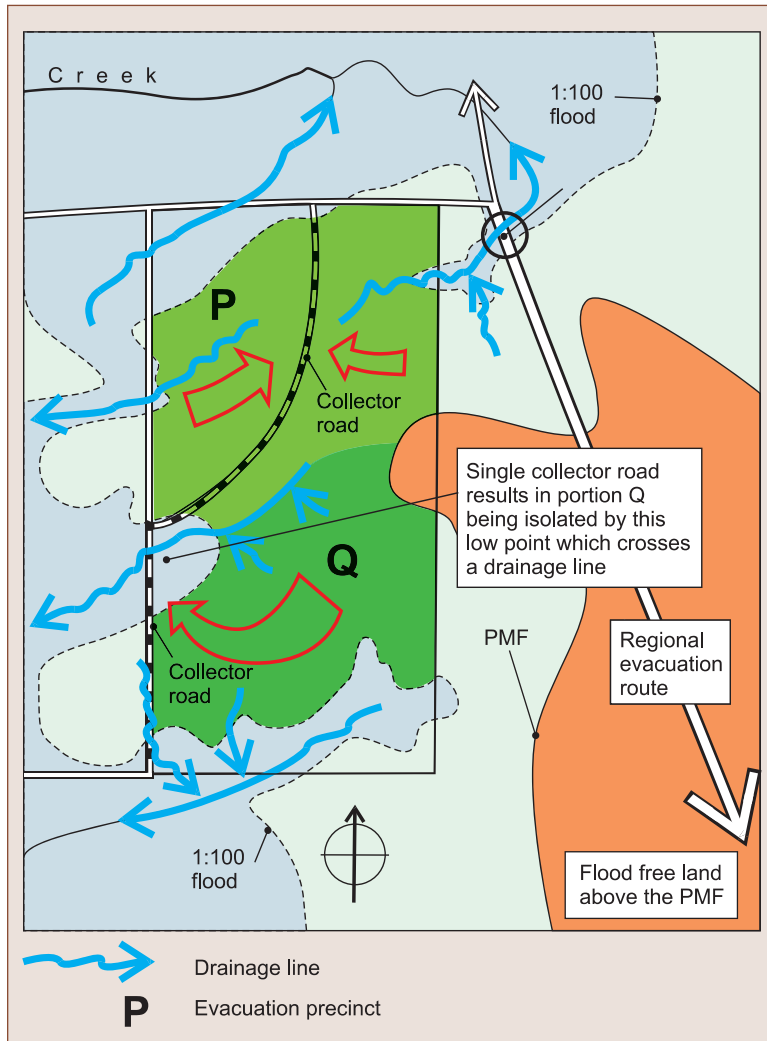 Creek
1:100
flood
P
Collector
road
Single collector road
results in portion Q
being isolated by this
low point which crosses
a drainage line
Q
PMF
Regional
evacuation
route
Collector
road
1:100
flood
Flood free land
above the PMF
Drainage line
P
Evacuation precinct